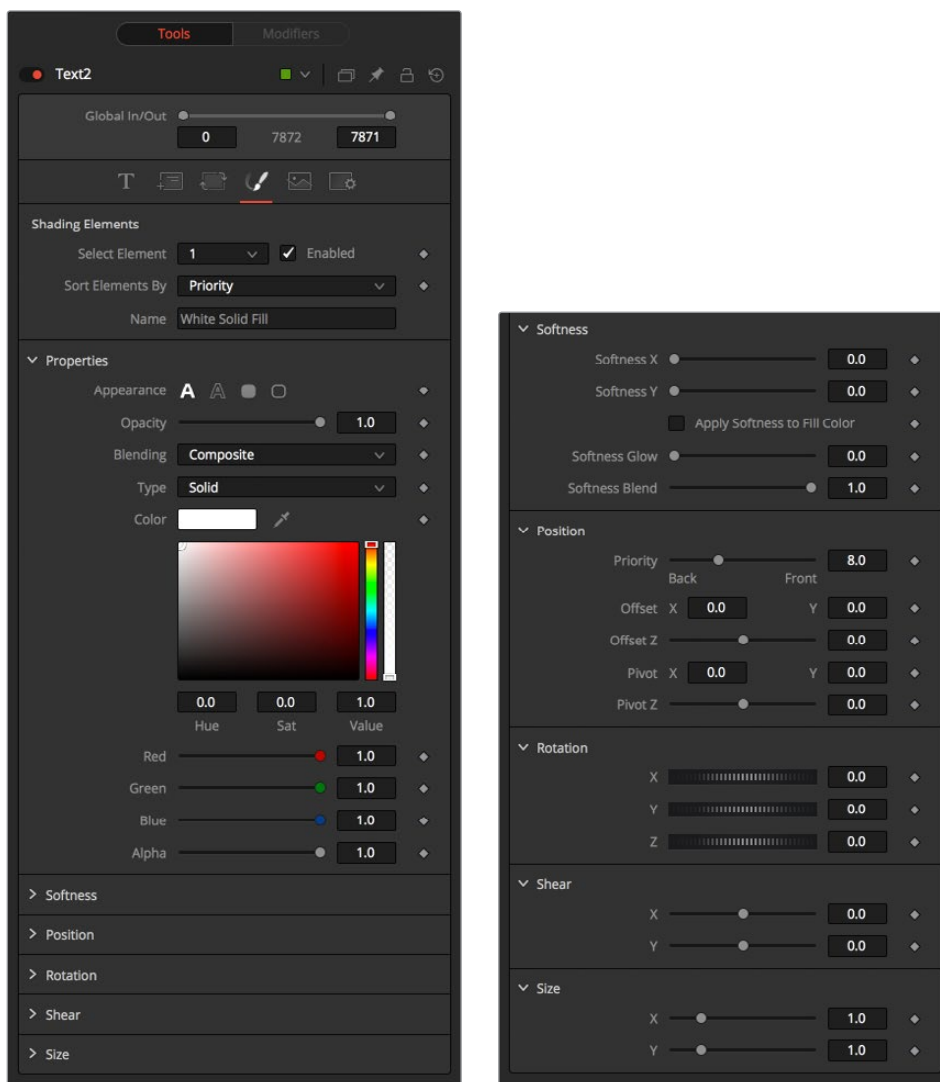 Tools Modifiers
Text2
Global In/Out
0 7872 7871
T
Shading Elements
Select Element 1 Enabled
Sort Elements By Priority
Name White Solid Fill
Properties
Appearance A A
Opacity 1.0
Blending Composite
Type Solid
Color
0.0 0.0 1.0
Hue Sat Value
Red 1.0
Green 1.0
Blue 1.0
Alpha 1.0
Softness
Position
Rotation
Shear
Size
Softness
Softness X 0.0
Softness Y 0.0
Apply Softness to Fill Color
Softness Glow 0.0
Softness Blend 1.0
Position
Priority 8.0
Back Front
Offset X 0.0 Y 0.0
Offset Z 0.0
Pivot X 0.0 Y 0.0
Pivot Z 0.0
Rotation
X 0.0
Y 0.0
Z 0.0
Shear
X 0.0
Y 0.0
Size
X 1.0
Y 1.0